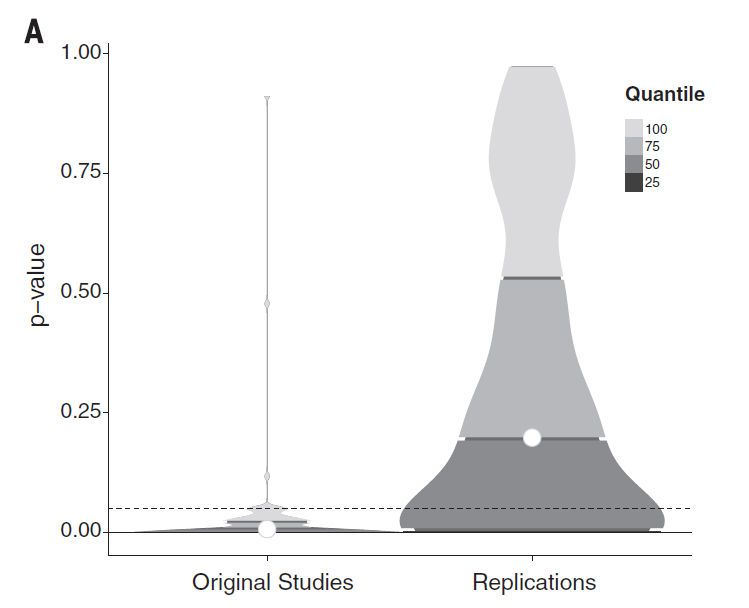 A
1.00
0.75
0.50
0.25
0.00
p–value
Original Studies
Replications
Quantile
100
75
50
25